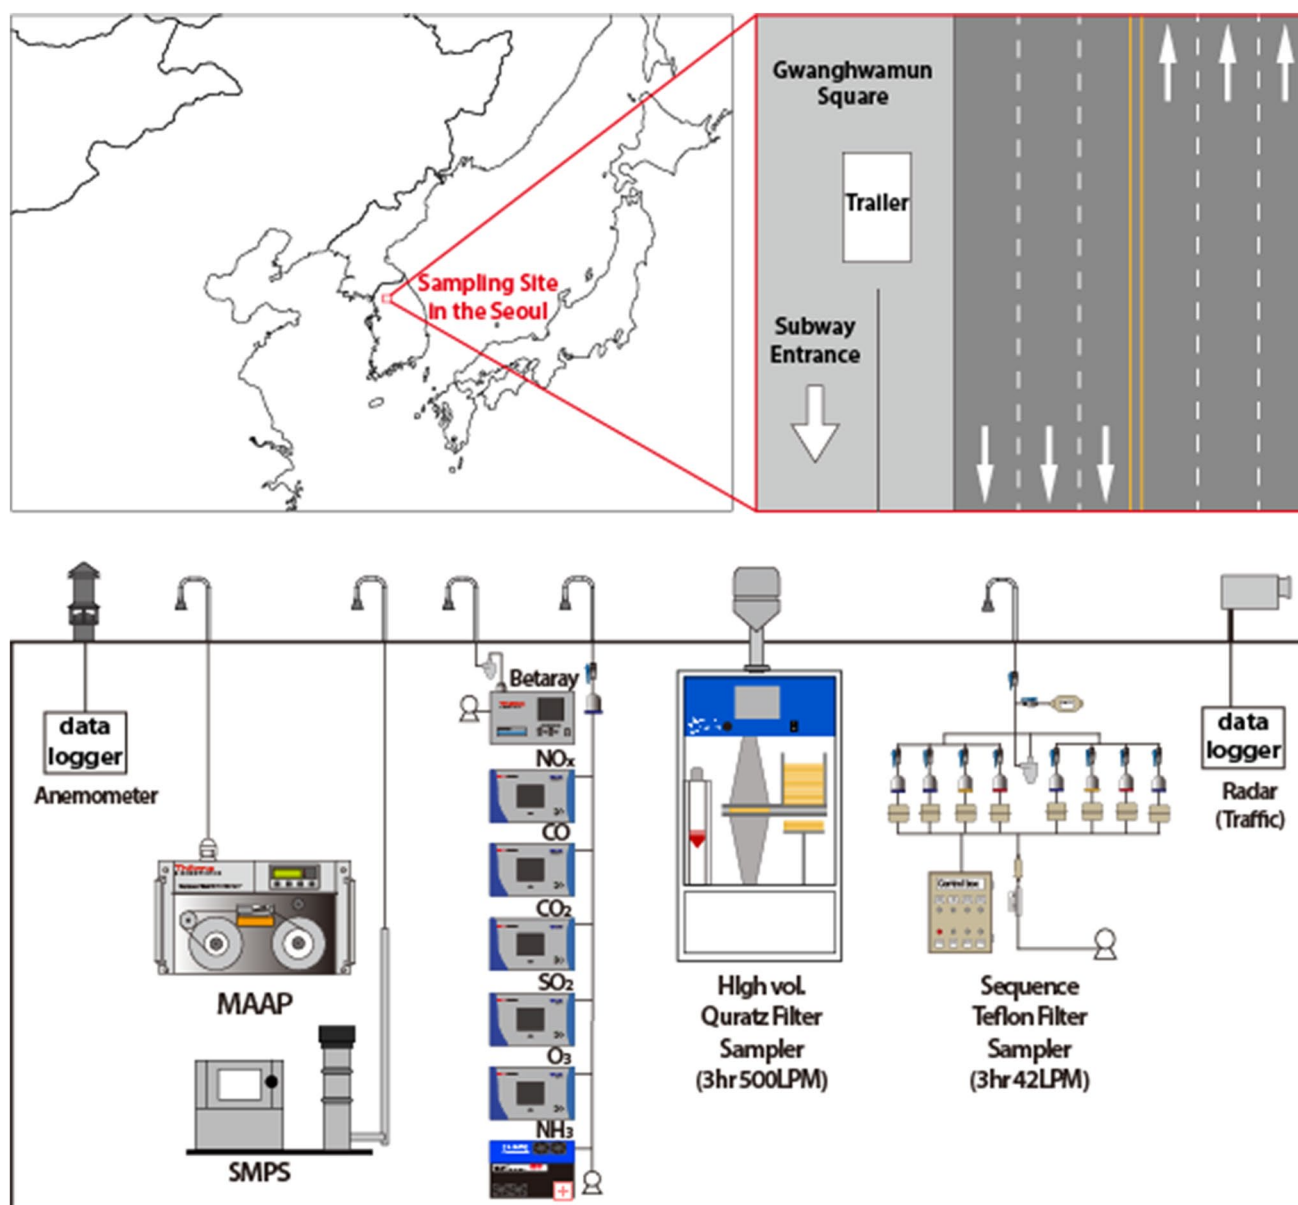 Gwanghwamun
Square
Trailer
Sampling Site
in the Seoul
Subway
Entrance
Betaray
data
logger
Anemometer
NOx
CO
CO2
SO2
O3
NH3
MAAP
SMPS
HIgh vol.
Quratz Filter
Sampler
(3hr 500LPM)
Control box
Sequence
Teflon Filter
Sampler
(3hr 42LPM)
data
logger
Radar
(Traffic)